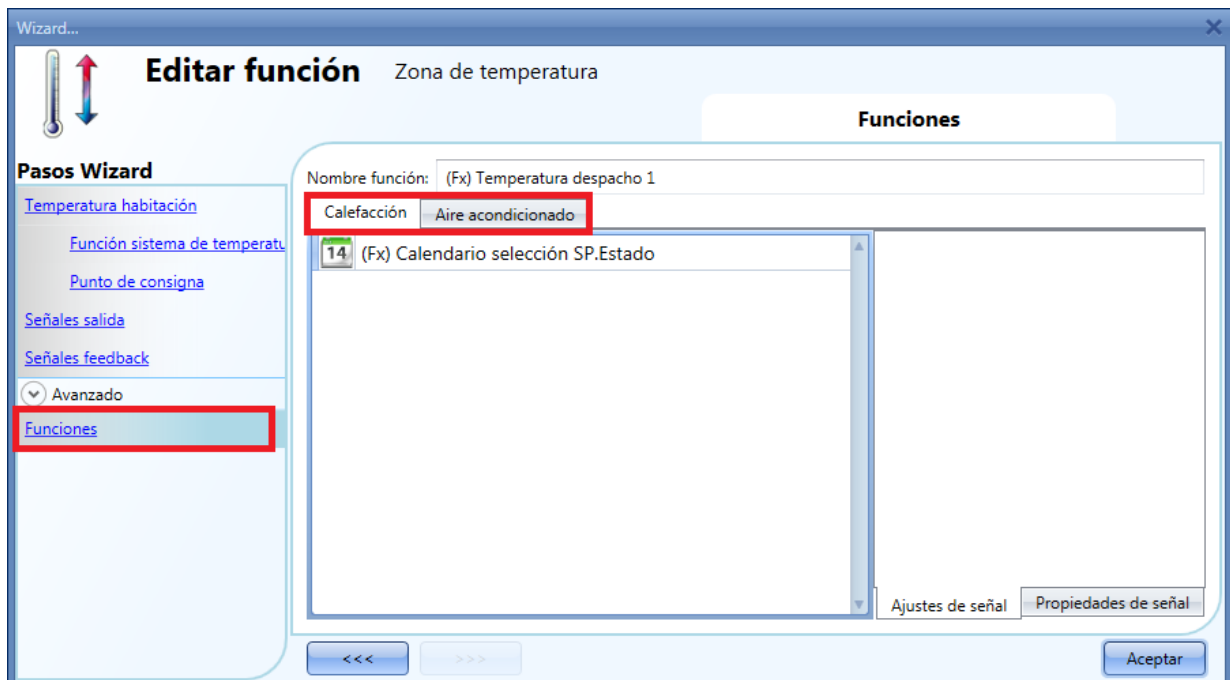 Wizard...
Editar función Zona de temperatura
Funciones
Pasos Wizard
Temperatura habitación
Función sistema de temperatu
Punto de consigna
Señales salida
Señales feedback
Avanzado
Funciones
Nombre función: (Fx) Temperatura despacho 1
Calefacción Aire acondicionado
14 (Fx) Calendario selección SP.Estado
Ajustes de señal Propiedades de señal
<<< >>> Aceptar